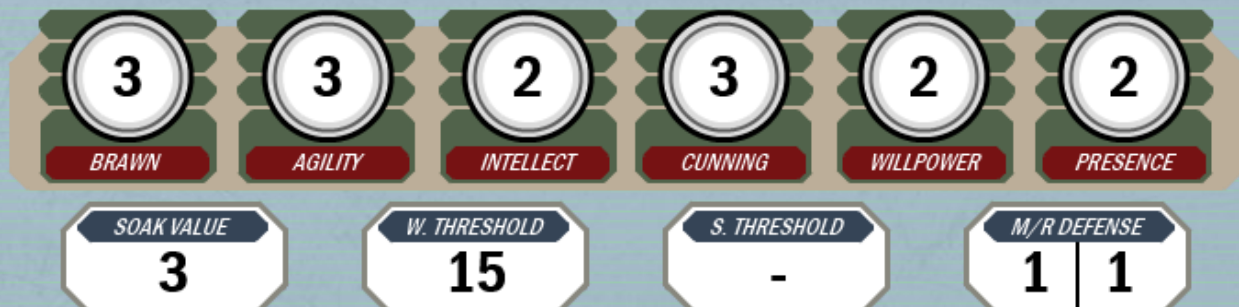 3 3 2 3 2 2
BRAWN AGILITY INTELLECT CUNNING WILLPOWER PRESENCE
SOAK VALUE W. THRESHOLD S. THRESHOLD M/R DEFENSE
3 15 - 1 1